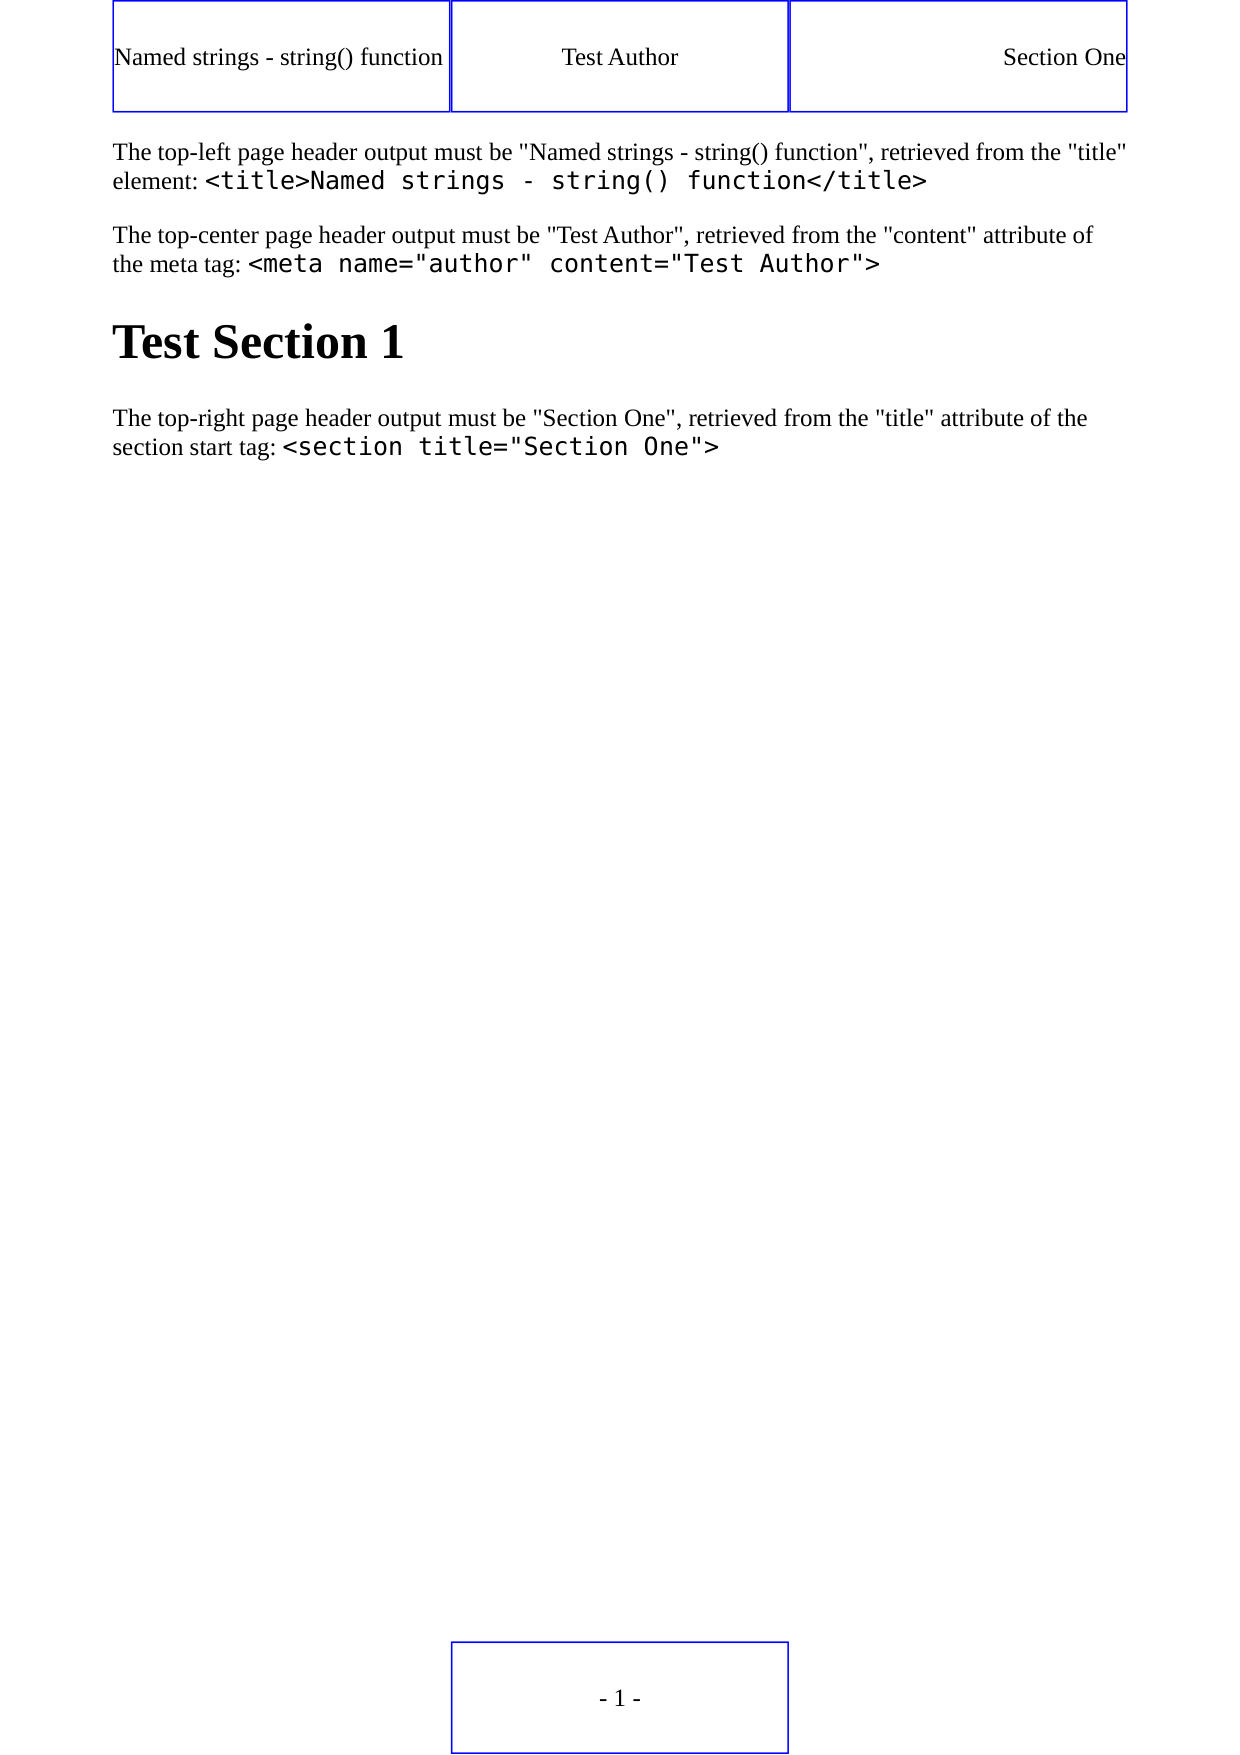 Named strings - string() function
Test Author
Section One
The top-left page header output must be "Named strings - string() function", retrieved from the "title"
element: <title>Named strings - string() function</title>
The top-center page header output must be "Test Author", retrieved from the "content" attribute of
the meta tag: <meta name="author" content="Test Author">
Test Section 1
The top-right page header output must be "Section One", retrieved from the "title" attribute of the
section start tag: <section title="Section One">
- 1 -